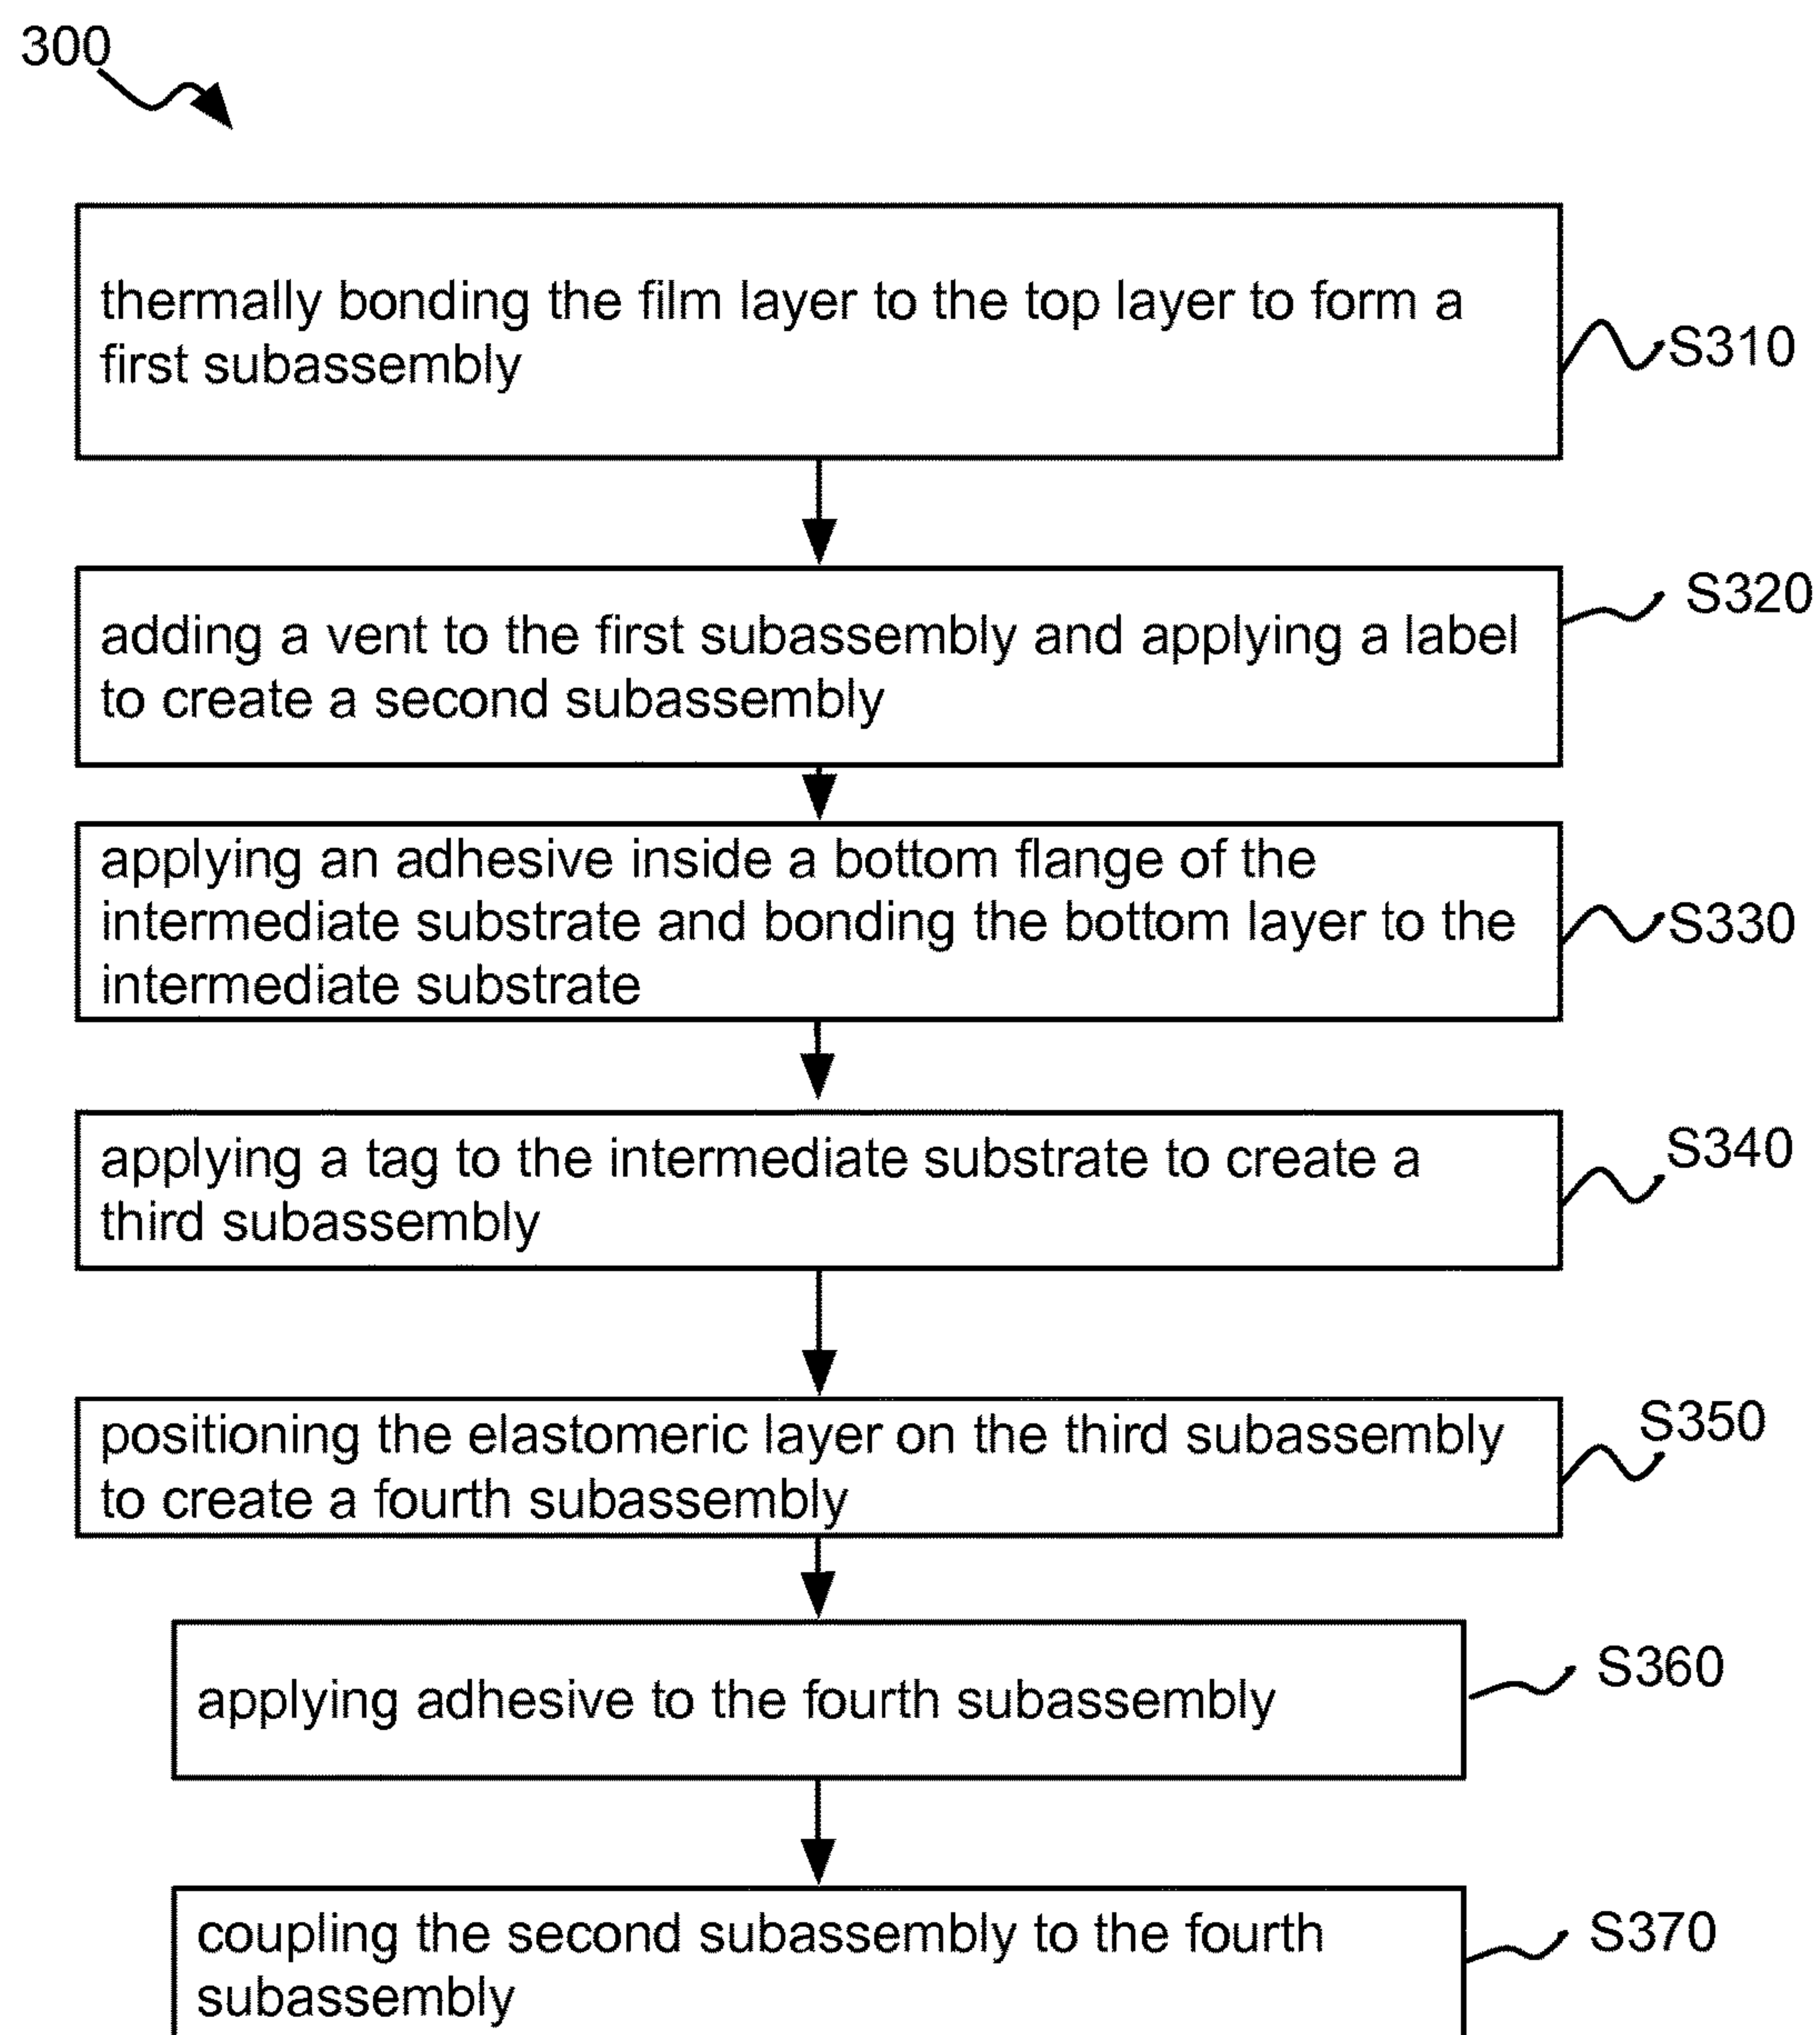 300
thermally bonding the film layer to the top layer to form a
first subassembly
S310
adding a vent to the first subassembly and applying a label
to create a second subassembly
S320
applying an adhesive inside a bottom flange of the
intermediate substrate and bonding the bottom layer to the
intermediate substrate
S330
applying a tag to the intermediate substrate to create a
third subassembly
S340
positioning the elastomeric layer on the third subassembly
to create a fourth subassembly
S350
applying adhesive to the fourth subassembly
S360
coupling the second subassembly to the fourth
subassembly
S370